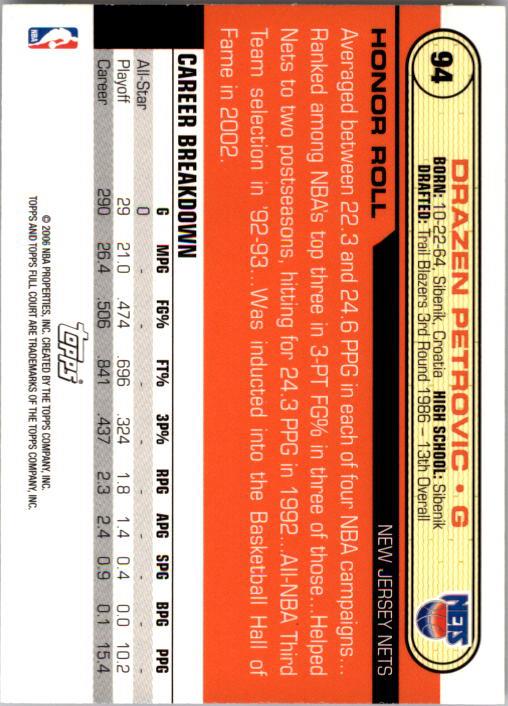 94
DRAZEN PETROVIC • G
BORN: 10-22-64, Sibenik, Croatia HIGH SCHOOL: Sibenik
DRAFTED: Trail Blazers 3rd Round 1986 – 13th Overall
NETS
HONOR ROLL
NEW JERSEY NETS
Averaged between 22.3 and 24.6 PPG in each of four NBA campaigns...
Ranked among NBA's top three in 3-PT FG% in three of those...Helped
Nets to two postseasons, hitting for 24.3 PPG in 1992...All-NBA Third
Team selection in '92-93...Was inducted into the Basketball Hall of
Fame in 2002.
CAREER BREAKDOWN
G MPG FG% FT% 3P% RPG APG SPG BPG PPG
All-Star 0 - - - - - - - - -
Playoff 29 21.0 .474 .696 .324 1.8 1.4 0.4 0.0 10.2
Career 290 26.4 .506 .841 .437 2.3 2.4 0.9 0.1 15.4
topps
NBA
© 2006 NBA PROPERTIES, INC. CREATED BY THE TOPPS COMPANY, INC.
TOPPS AND TOPPS FULL COURT ARE TRADEMARKS OF THE TOPPS COMPANY, INC.